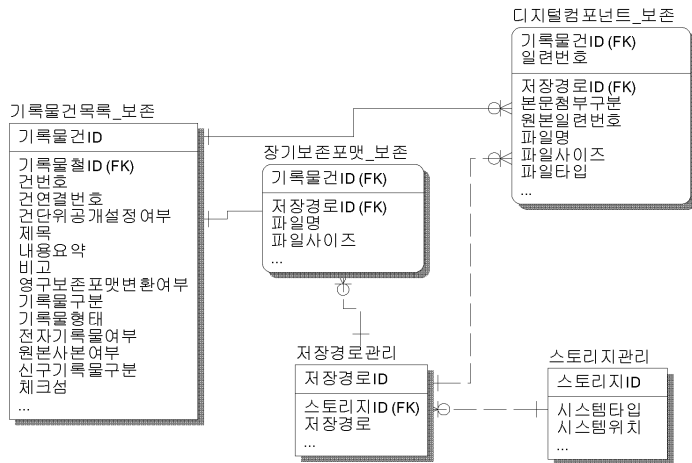 디지털컴포넌트_보존
기록물건ID (FK)
일련번호
저장경로ID (FK)
본문첨부구분
원본일련번호
파일명
파일사이즈
파일타입
...
기록물건목록_보존
기록물건ID
기록물철ID (FK)
건번호
건연결번호
건단위공개설정여부
제목
내용요약
비고
영구보존포맷변환여부
기록물구분
기록물형태
전자기록물여부
원본사본여부
신구기록물구분
체크섬
...
장기보존포맷_보존
기록물건ID (FK)
저장경로ID (FK)
파일명
파일사이즈
...
저장경로관리
저장경로ID
스토리지ID (FK)
저장경로
...
스토리지관리
스토리지ID
시스템타입
시스템위치
...